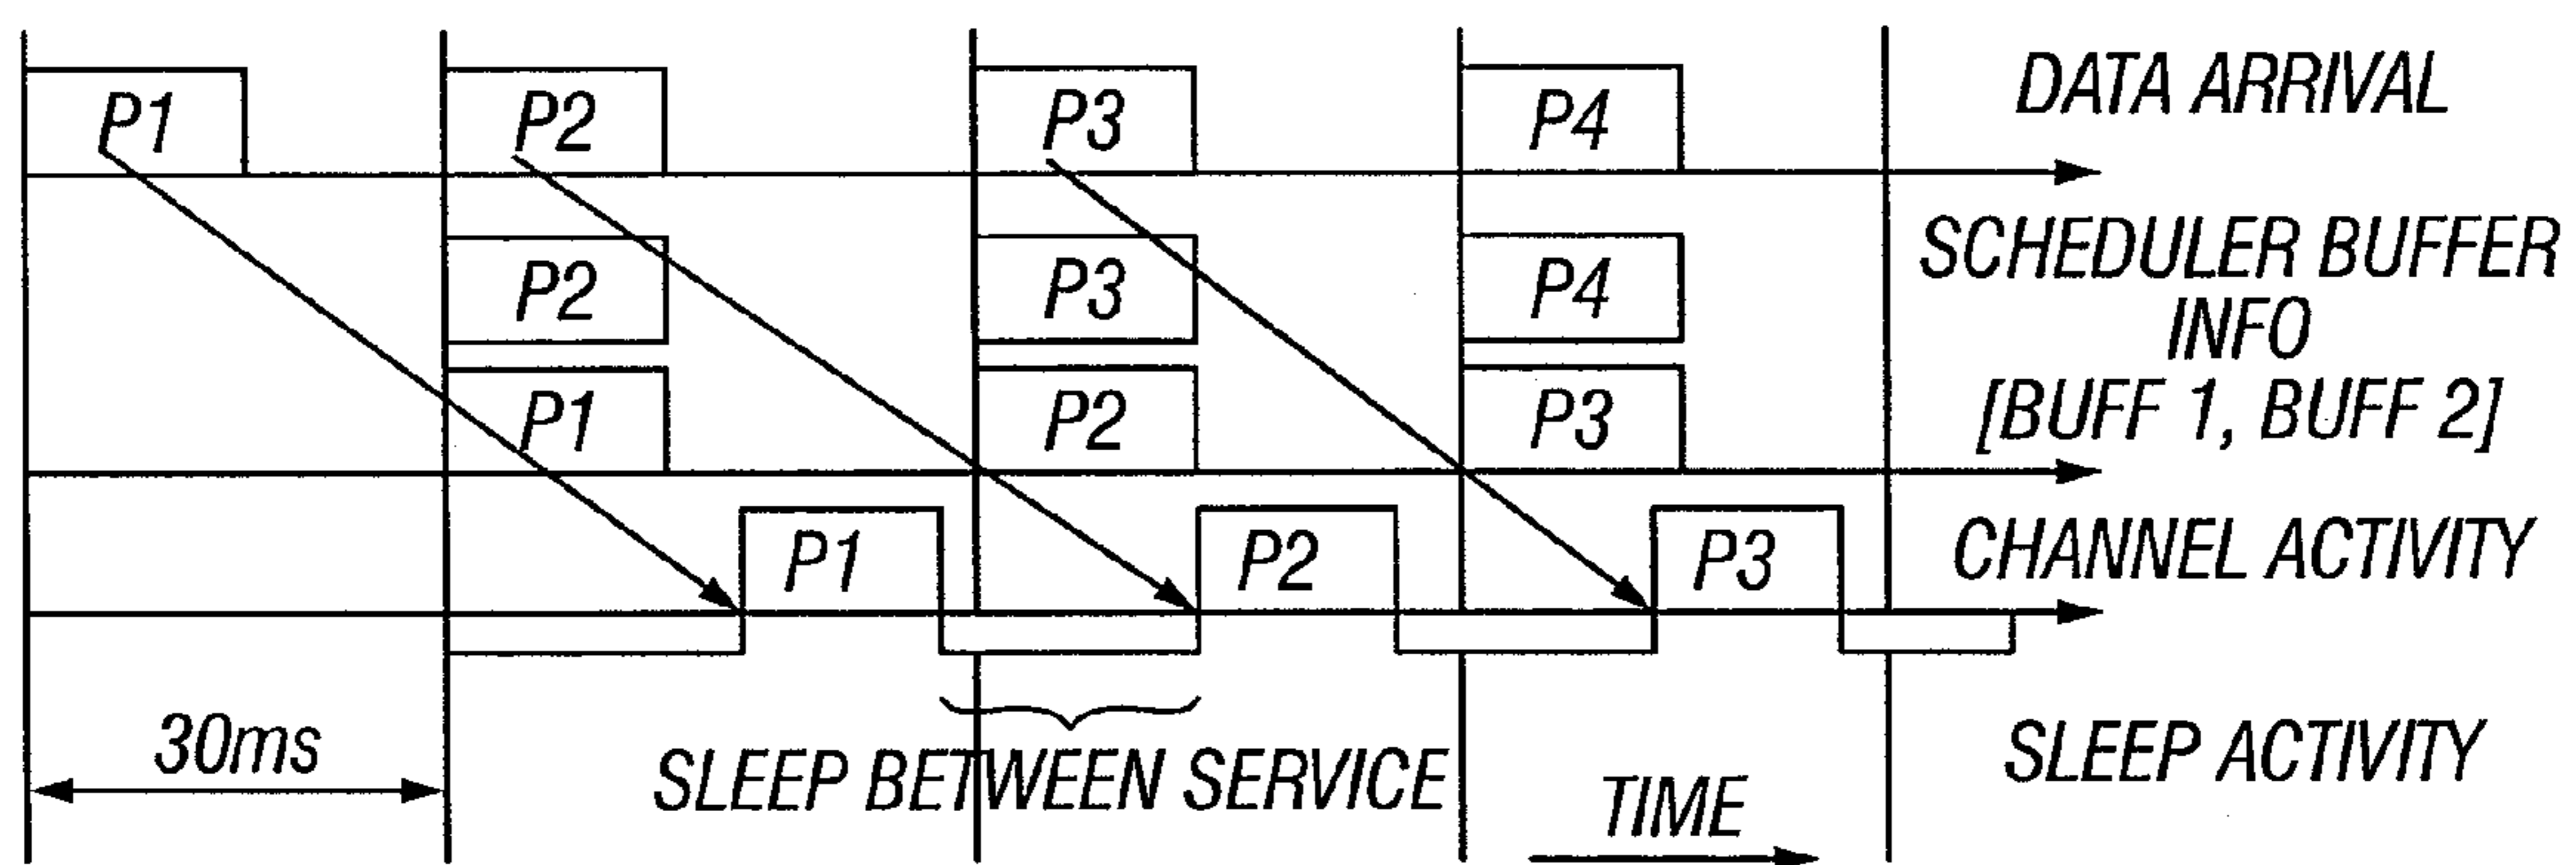 P1 P2 P3 P4 DATA ARRIVAL
P2 P3 P4 SCHEDULER BUFFER
INFO
P1 P2 P3 [BUFF 1, BUFF 2]
P1 P2 P3 CHANNEL ACTIVITY
30ms SLEEP BETWEEN SERVICE SLEEP ACTIVITY
TIME